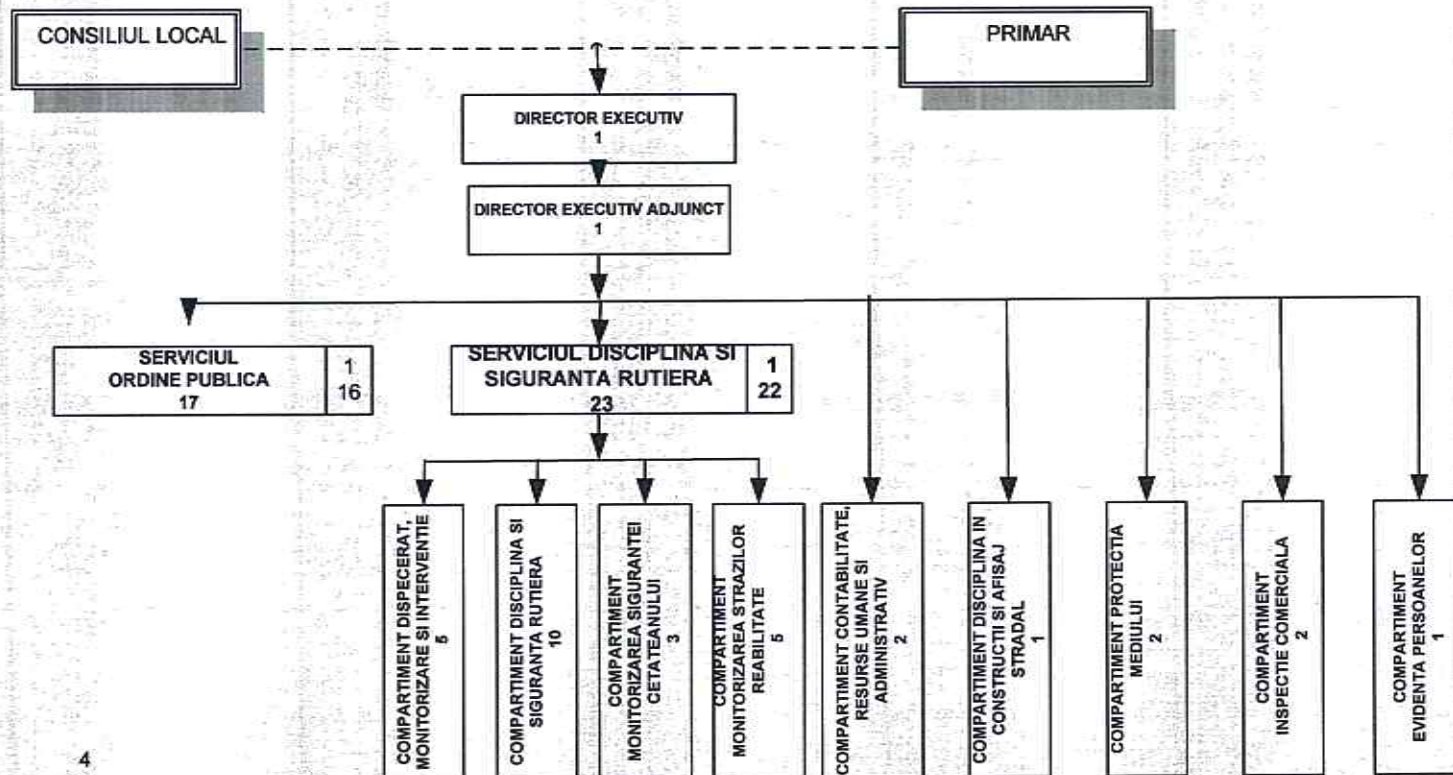 CONSILIUL LOCAL
PRIMAR
DIRECTOR EXECUTIV
1
DIRECTOR EXECUTIV ADJUNCT
1
SERVICIUL
ORDINE PUBLICA
17
1
16
SERVICIUL DISCIPLINA SI
SIGURANTA RUTIERA
23
1
22
COMPARTIMENT DISPECERAT,
MONITORIZARE SI INTERVENTIE
5
COMPARTIMENT DISCIPLINA SI
SIGURANTA RUTIERA
10
COMPARTIMENT
MONITORIZAREA SIGURANTEI
CETATEANULUI
3
COMPARTIMENT
MONITORIZAREA STRAZILOR
REABILITATE
5
COMPARTIMENT CONTABILITATE,
RESURSE UMANE SI
ADMINISTRATIV
2
COMPARTIMENT DISCIPLINA IN
CONSTRUCTII SI AFISAJ
STRADAL
1
COMPARTIMENT PROTECTIA
MEDIULUI
2
COMPARTIMENT
INSPECTIE COMERCIALA
2
COMPARTIMENT
EVIDENTA PERSOANELOR
1
4